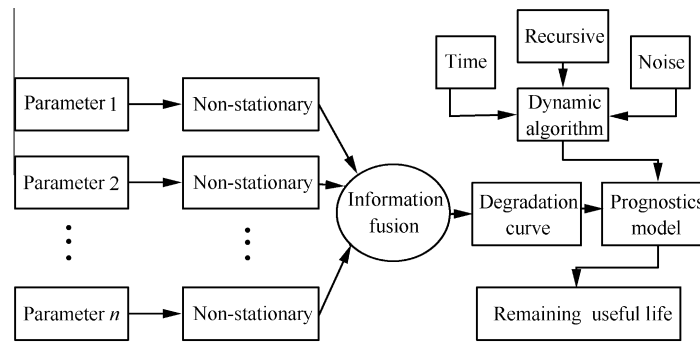 Recursive
Time
Noise
Parameter 1
Non-stationary
Dynamic
algorithm
Parameter 2
Non-stationary
Information
fusion
Degradation
curve
Prognostics
model
Parameter n
Non-stationary
Remaining useful life